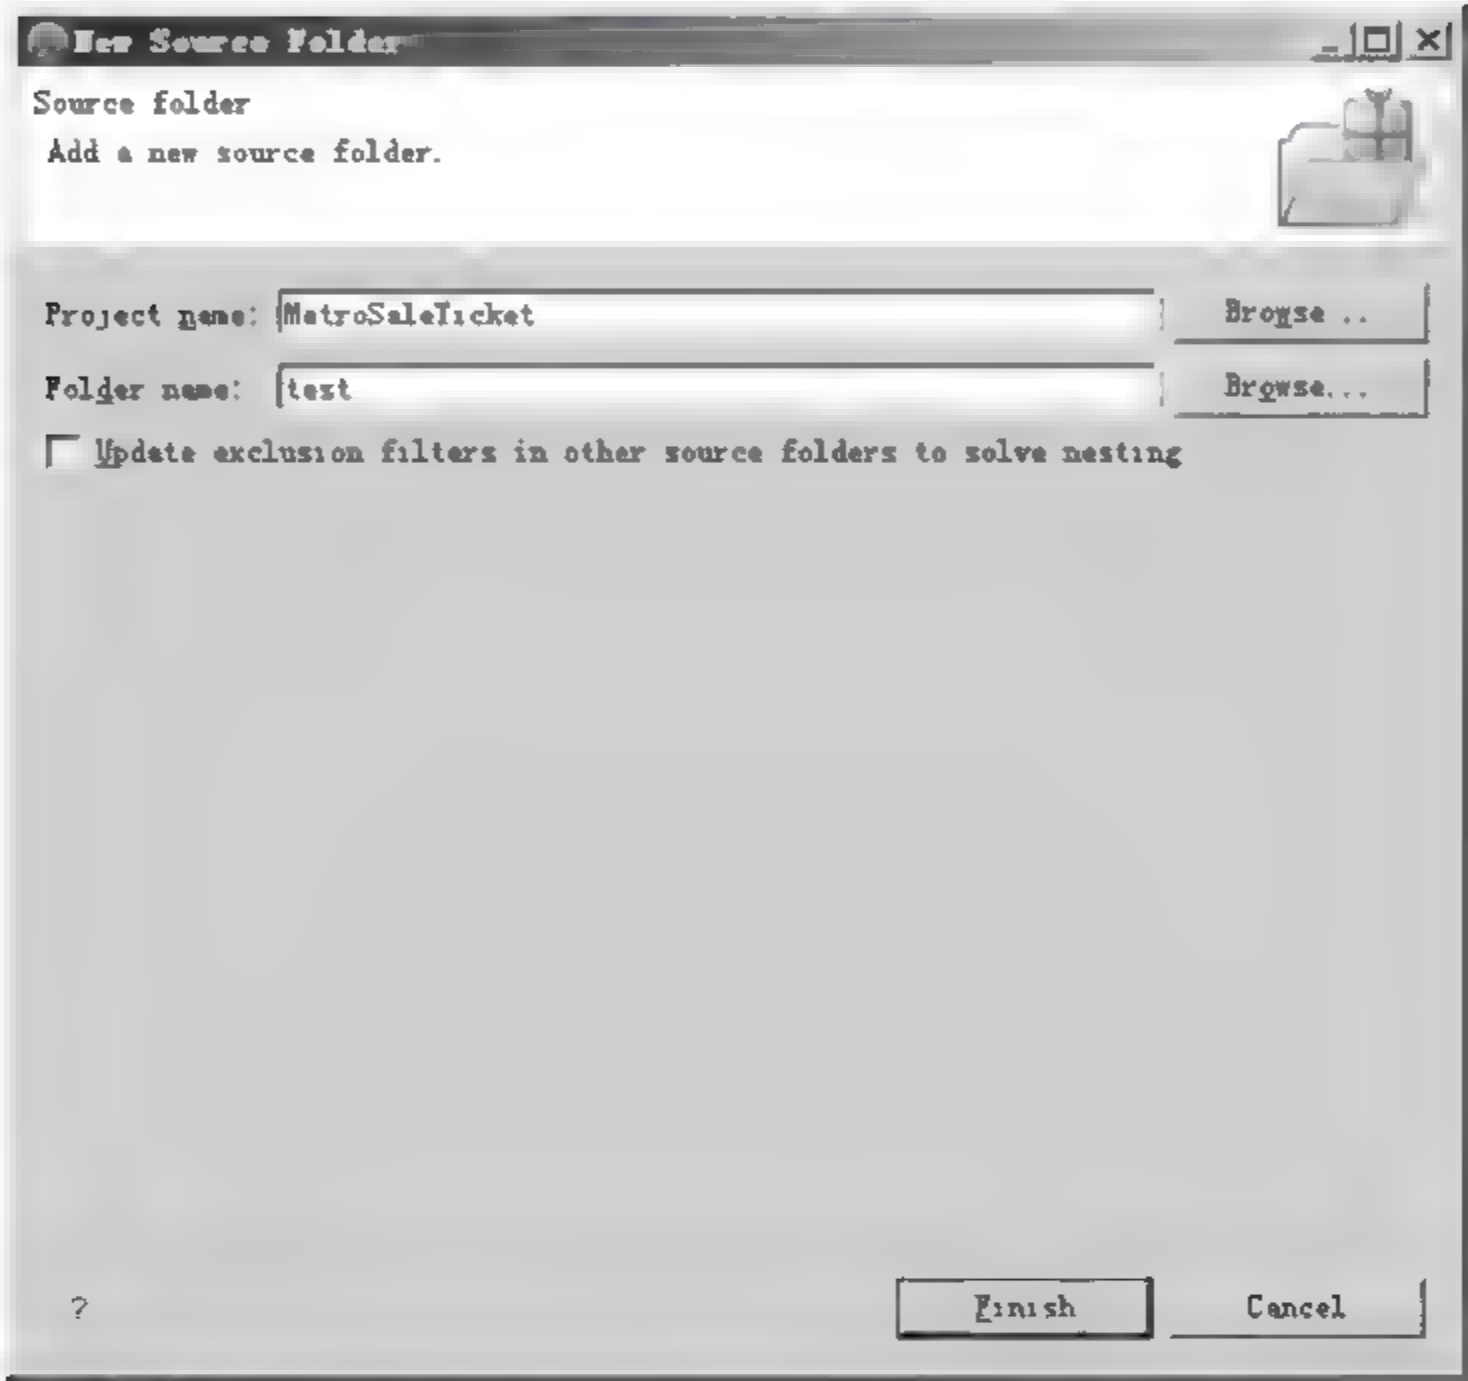 New Source Folder
Source folder
Add a new source folder.
Project name: MetroSaleTicket Browse ..
Folder name: test Browse...
Update exclusion filters in other source folders to solve nesting
?
Finish Cancel